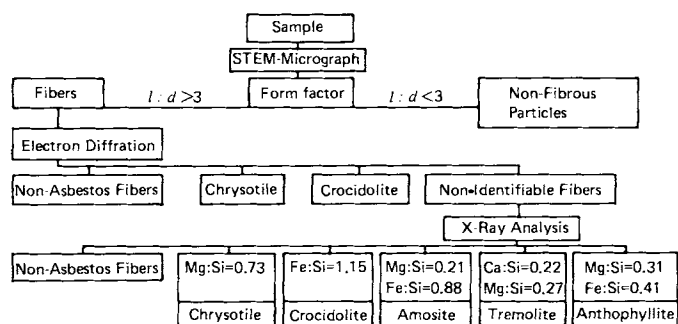 Sample
STEM-Micrograph
Fibers
l : d >3
Form factor
l : d <3
Non-Fibrous
Particles
Electron Diffration
Non-Asbestos Fibers
Chrysotile
Crocidolite
Non-Identifiable Fibers
X-Ray Analysis
Non-Asbestos Fibers
Mg:Si=0.73
Chrysotile
Fe:Si=1.15
Crocidolite
Mg:Si=0.21
Fe:Si=0.88
Amosite
Ca:Si=0.22
Mg:Si=0.27
Tremolite
Mg:Si=0.31
Fe:Si=0.41
Anthophyllite